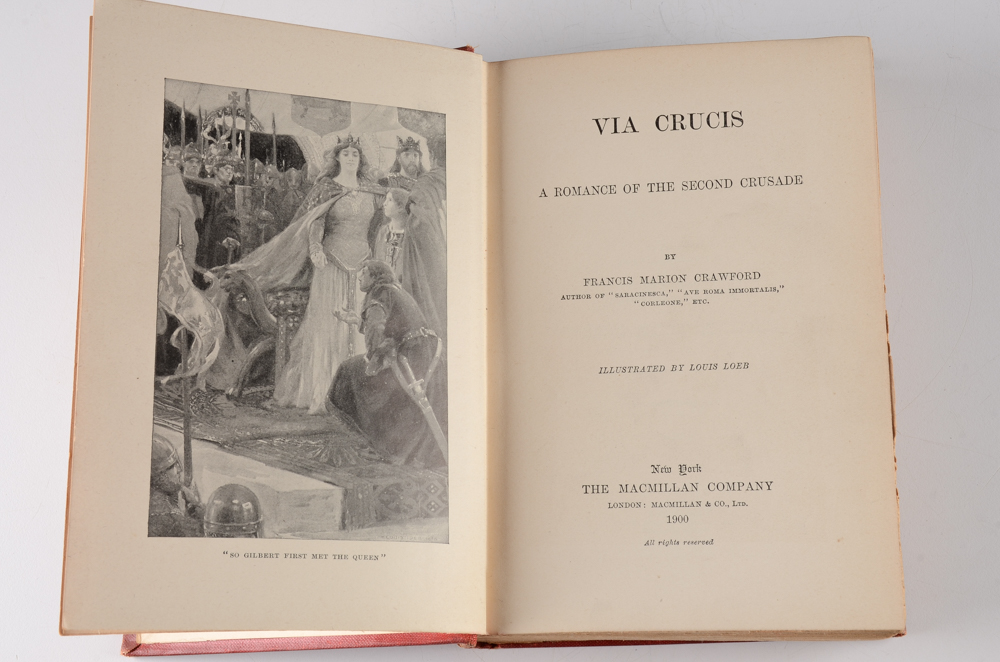 "SO GILBERT FIRST MET THE QUEEN"
VIA CRUCIS
A ROMANCE OF THE SECOND CRUSADE
BY
FRANCIS MARION CRAWFORD
AUTHOR OF "SARACINESCA," "AVE ROMA IMMORTALIS,"
"CORLEONE," ETC.
ILLUSTRATED BY LOUIS LOEB
New York
THE MACMILLAN COMPANY
LONDON: MACMILLAN & CO., LTD.
1900
All rights reserved